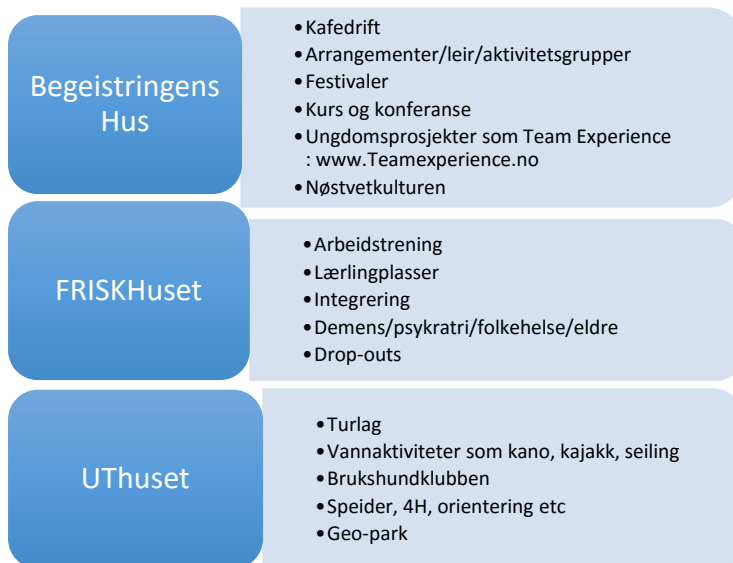 Begeistringens
Hus
•Kafedrift
•Arrangementer/leir/aktivitetsgrupper
•Festivaler
•Kurs og konferanse
•Ungdomsprosjekter som Team Experience
: www.Teamexperience.no
•Nøstvetkulturen
FRISKHuset
•Arbeidstrening
•Lærlingplasser
•Integrering
•Demens/psykratri/folkehelse/eldre
•Drop-outs
UThuset
•Turlag
•Vannaktiviteter som kano, kajakk, seiling
•Brukshundklubben
•Speider, 4H, orientering etc
•Geo-park